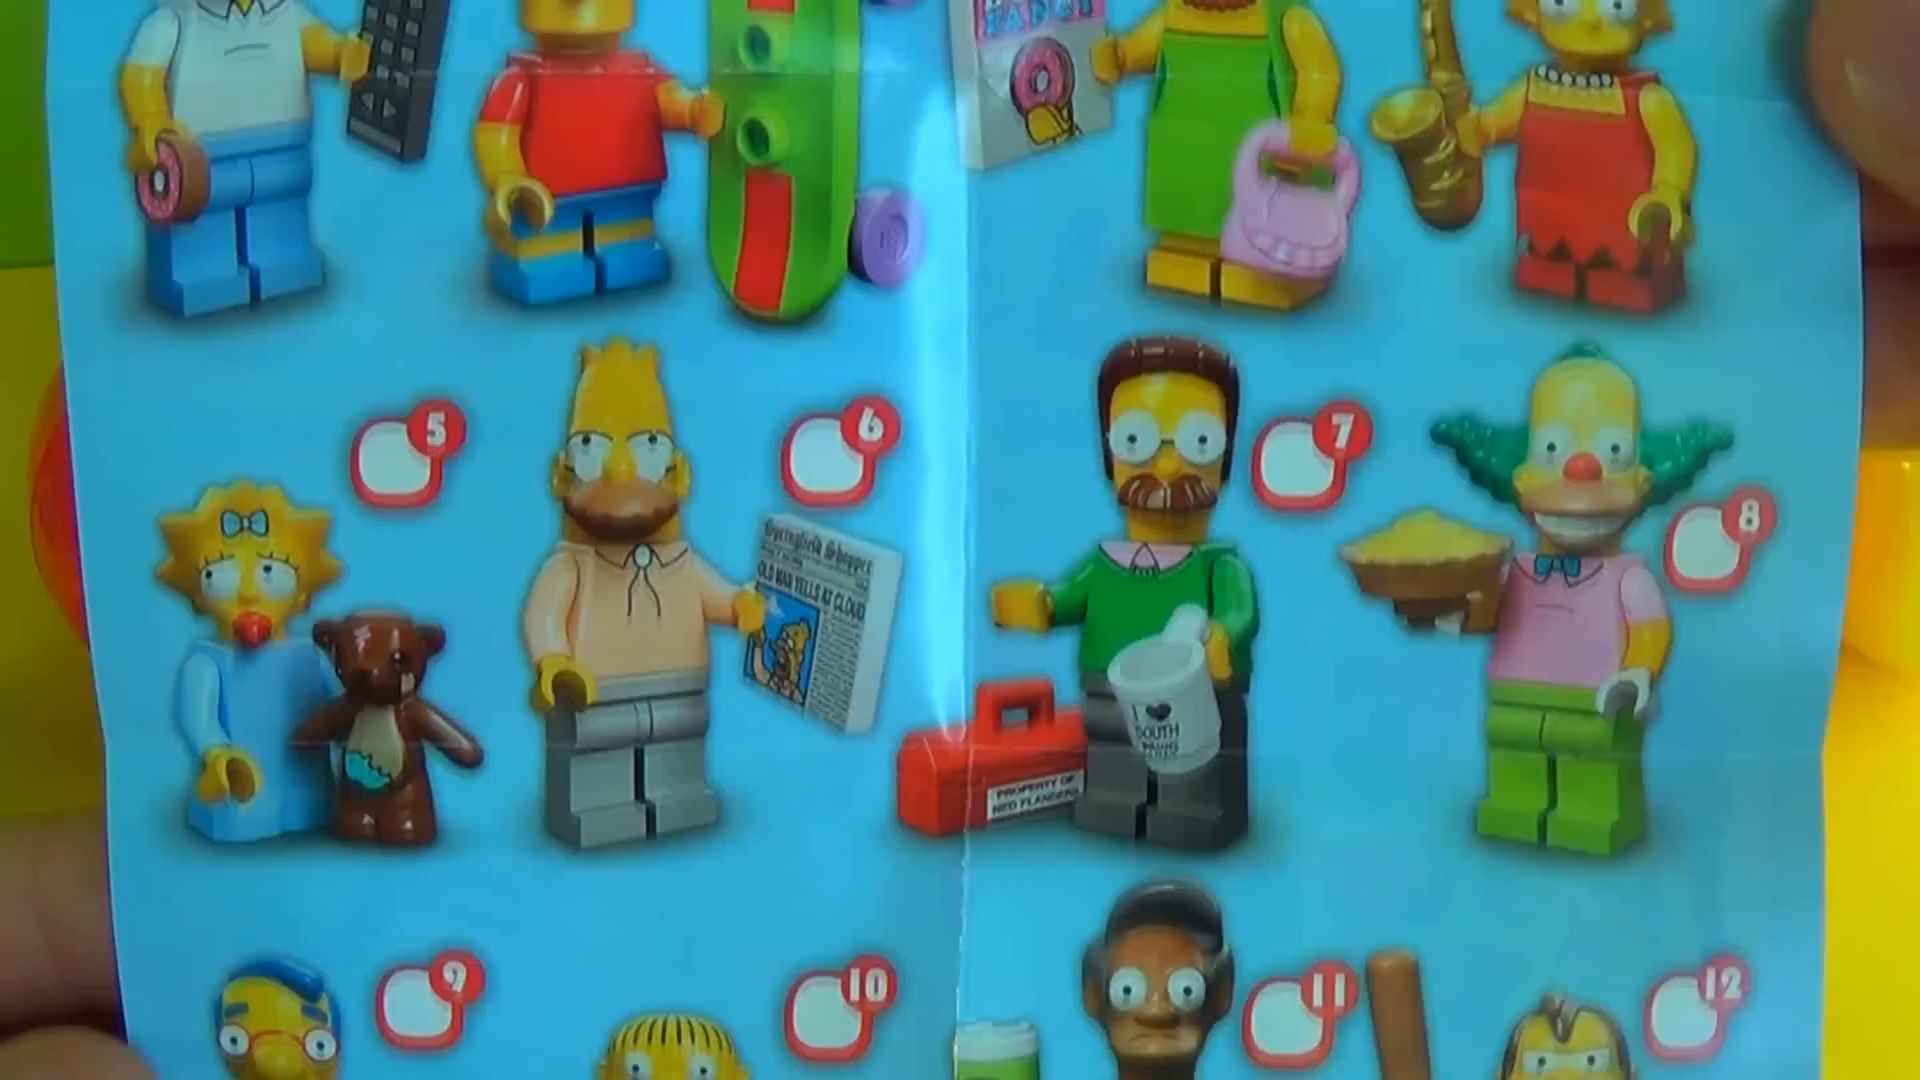 5
6
7
8
Springfield Shopper
OLD MAN YELLS AT CLOUD
I ♥
SOUTH
PAWS
PROPERTY OF
NED FLANDERS
9
10
11
12